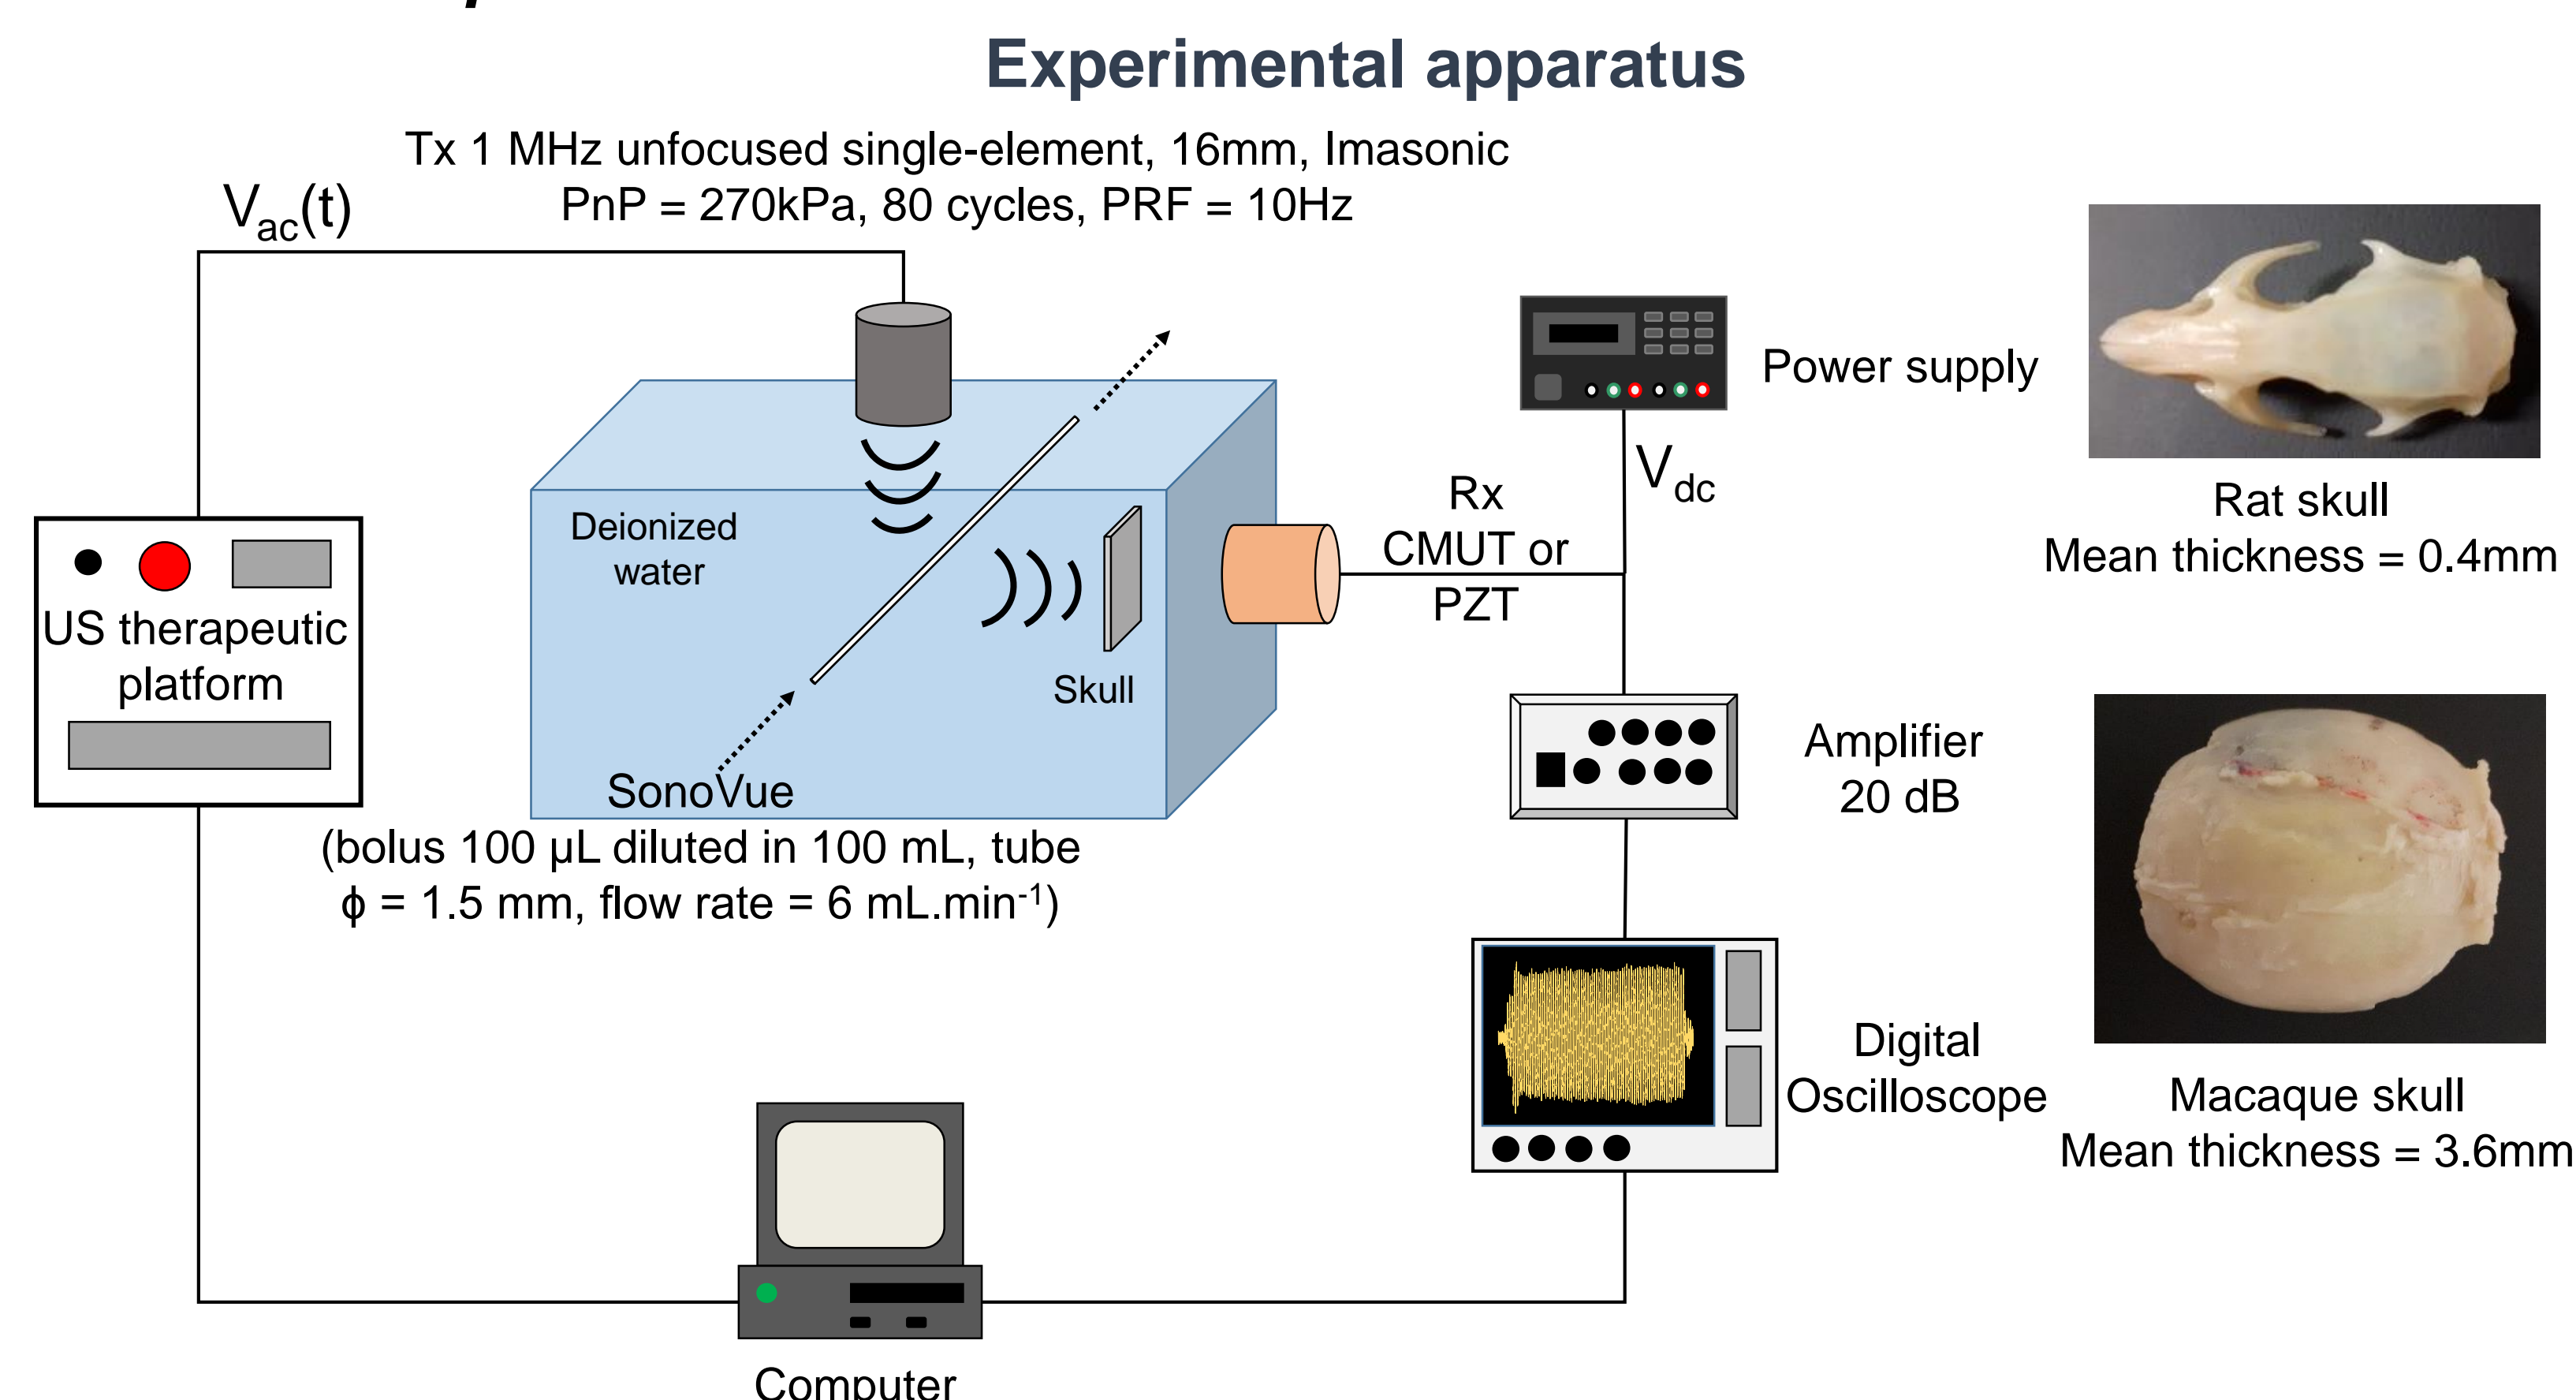 Experimental apparatus
Tx 1 MHz unfocused single-element, 16mm, Imasonic
PnP = 270kPa, 80 cycles, PRF = 10Hz
Vac(t)
Power supply
Vdc
Rx
CMUT or
PZT
Rat skull
Mean thickness = 0.4mm
Deionized
water
US therapeutic
platform
Skull
SonoVue
(bolus 100 µL diluted in 100 mL, tube
ϕ = 1.5 mm, flow rate = 6 mL.min-1)
Amplifier
20 dB
Digital
Oscilloscope
Macaque skull
Mean thickness = 3.6mm
Computer